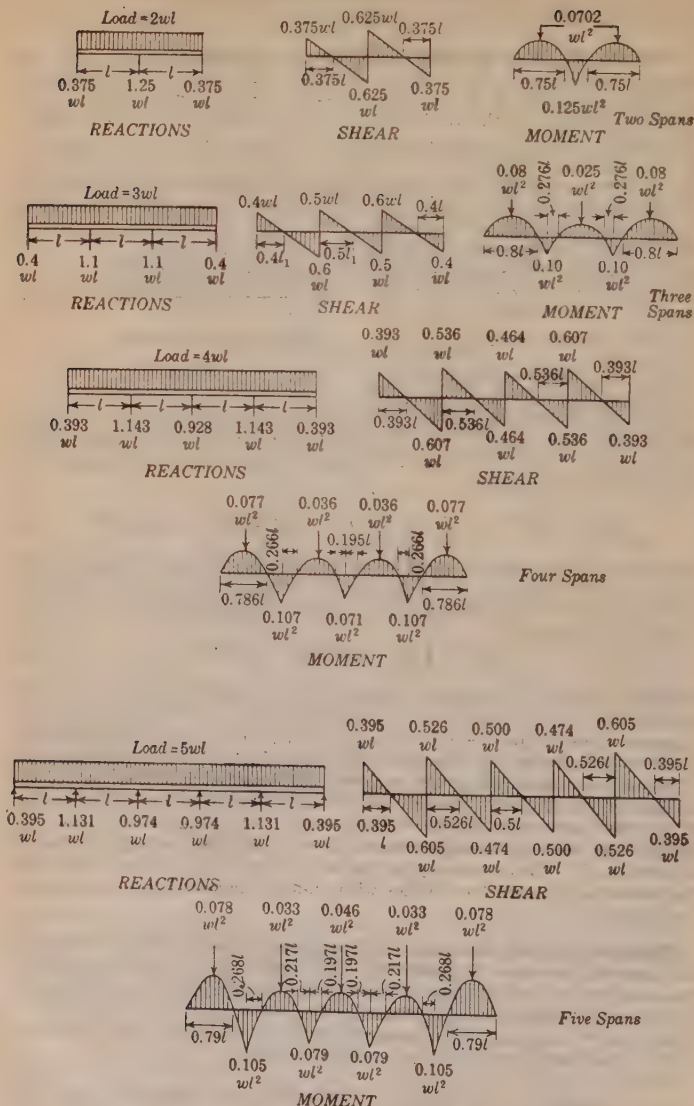 Load = 2wl
l l
0.375 1.25 0.375
wl wl wl
REACTIONS
0.375wl 0.625wl 0.375l
0.375l 0.625 0.375
wl wl
SHEAR
0.0702
wl²
0.75l 0.75l
0.125wl²
MOMENT
Two Spans
Load = 3wl
l l l
0.4 1.1 1.1 0.4
wl wl wl wl
REACTIONS
0.4wl 0.5wl 0.6wl 0.4l
0.4l₁ 0.5l₁
0.6 0.5 0.4
wl wl wl
SHEAR
0.08 0.276l 0.025 0.276l 0.08
wl² wl² wl²
0.8l 0.10 0.10 0.8l
wl² wl²
MOMENT
Three
Spans
Load = 4wl
l l l l
0.393 1.143 0.928 1.143 0.393
wl wl wl wl wl
REACTIONS
0.393 0.536 0.464 0.607
wl wl wl wl
0.536l 0.393l
0.393l 0.536l
0.607 0.464 0.536 0.393
wl wl wl wl
SHEAR
0.077 0.036 0.036 0.077
wl² wl² wl² wl²
0.266l 0.195l 0.266l
0.786l 0.786l
0.107 0.071 0.107
wl² wl² wl²
MOMENT
Four Spans
Load = 5wl
l l l l l
0.395 1.131 0.974 0.974 1.131 0.395
wl wl wl wl wl wl
REACTIONS
0.395 0.526 0.500 0.474 0.605
wl wl wl wl wl
0.526l 0.395l
0.395 0.526l 0.5l
l
0.605 0.474 0.500 0.526 0.395
wl wl wl wl wl
SHEAR
0.078 0.033 0.046 0.033 0.078
wl² wl² wl² wl² wl²
0.268l 0.217l 0.197l 0.197l 0.217l 0.268l
0.79l 0.79l
0.105 0.079 0.079 0.105
wl² wl² wl² wl²
MOMENT
Five Spans